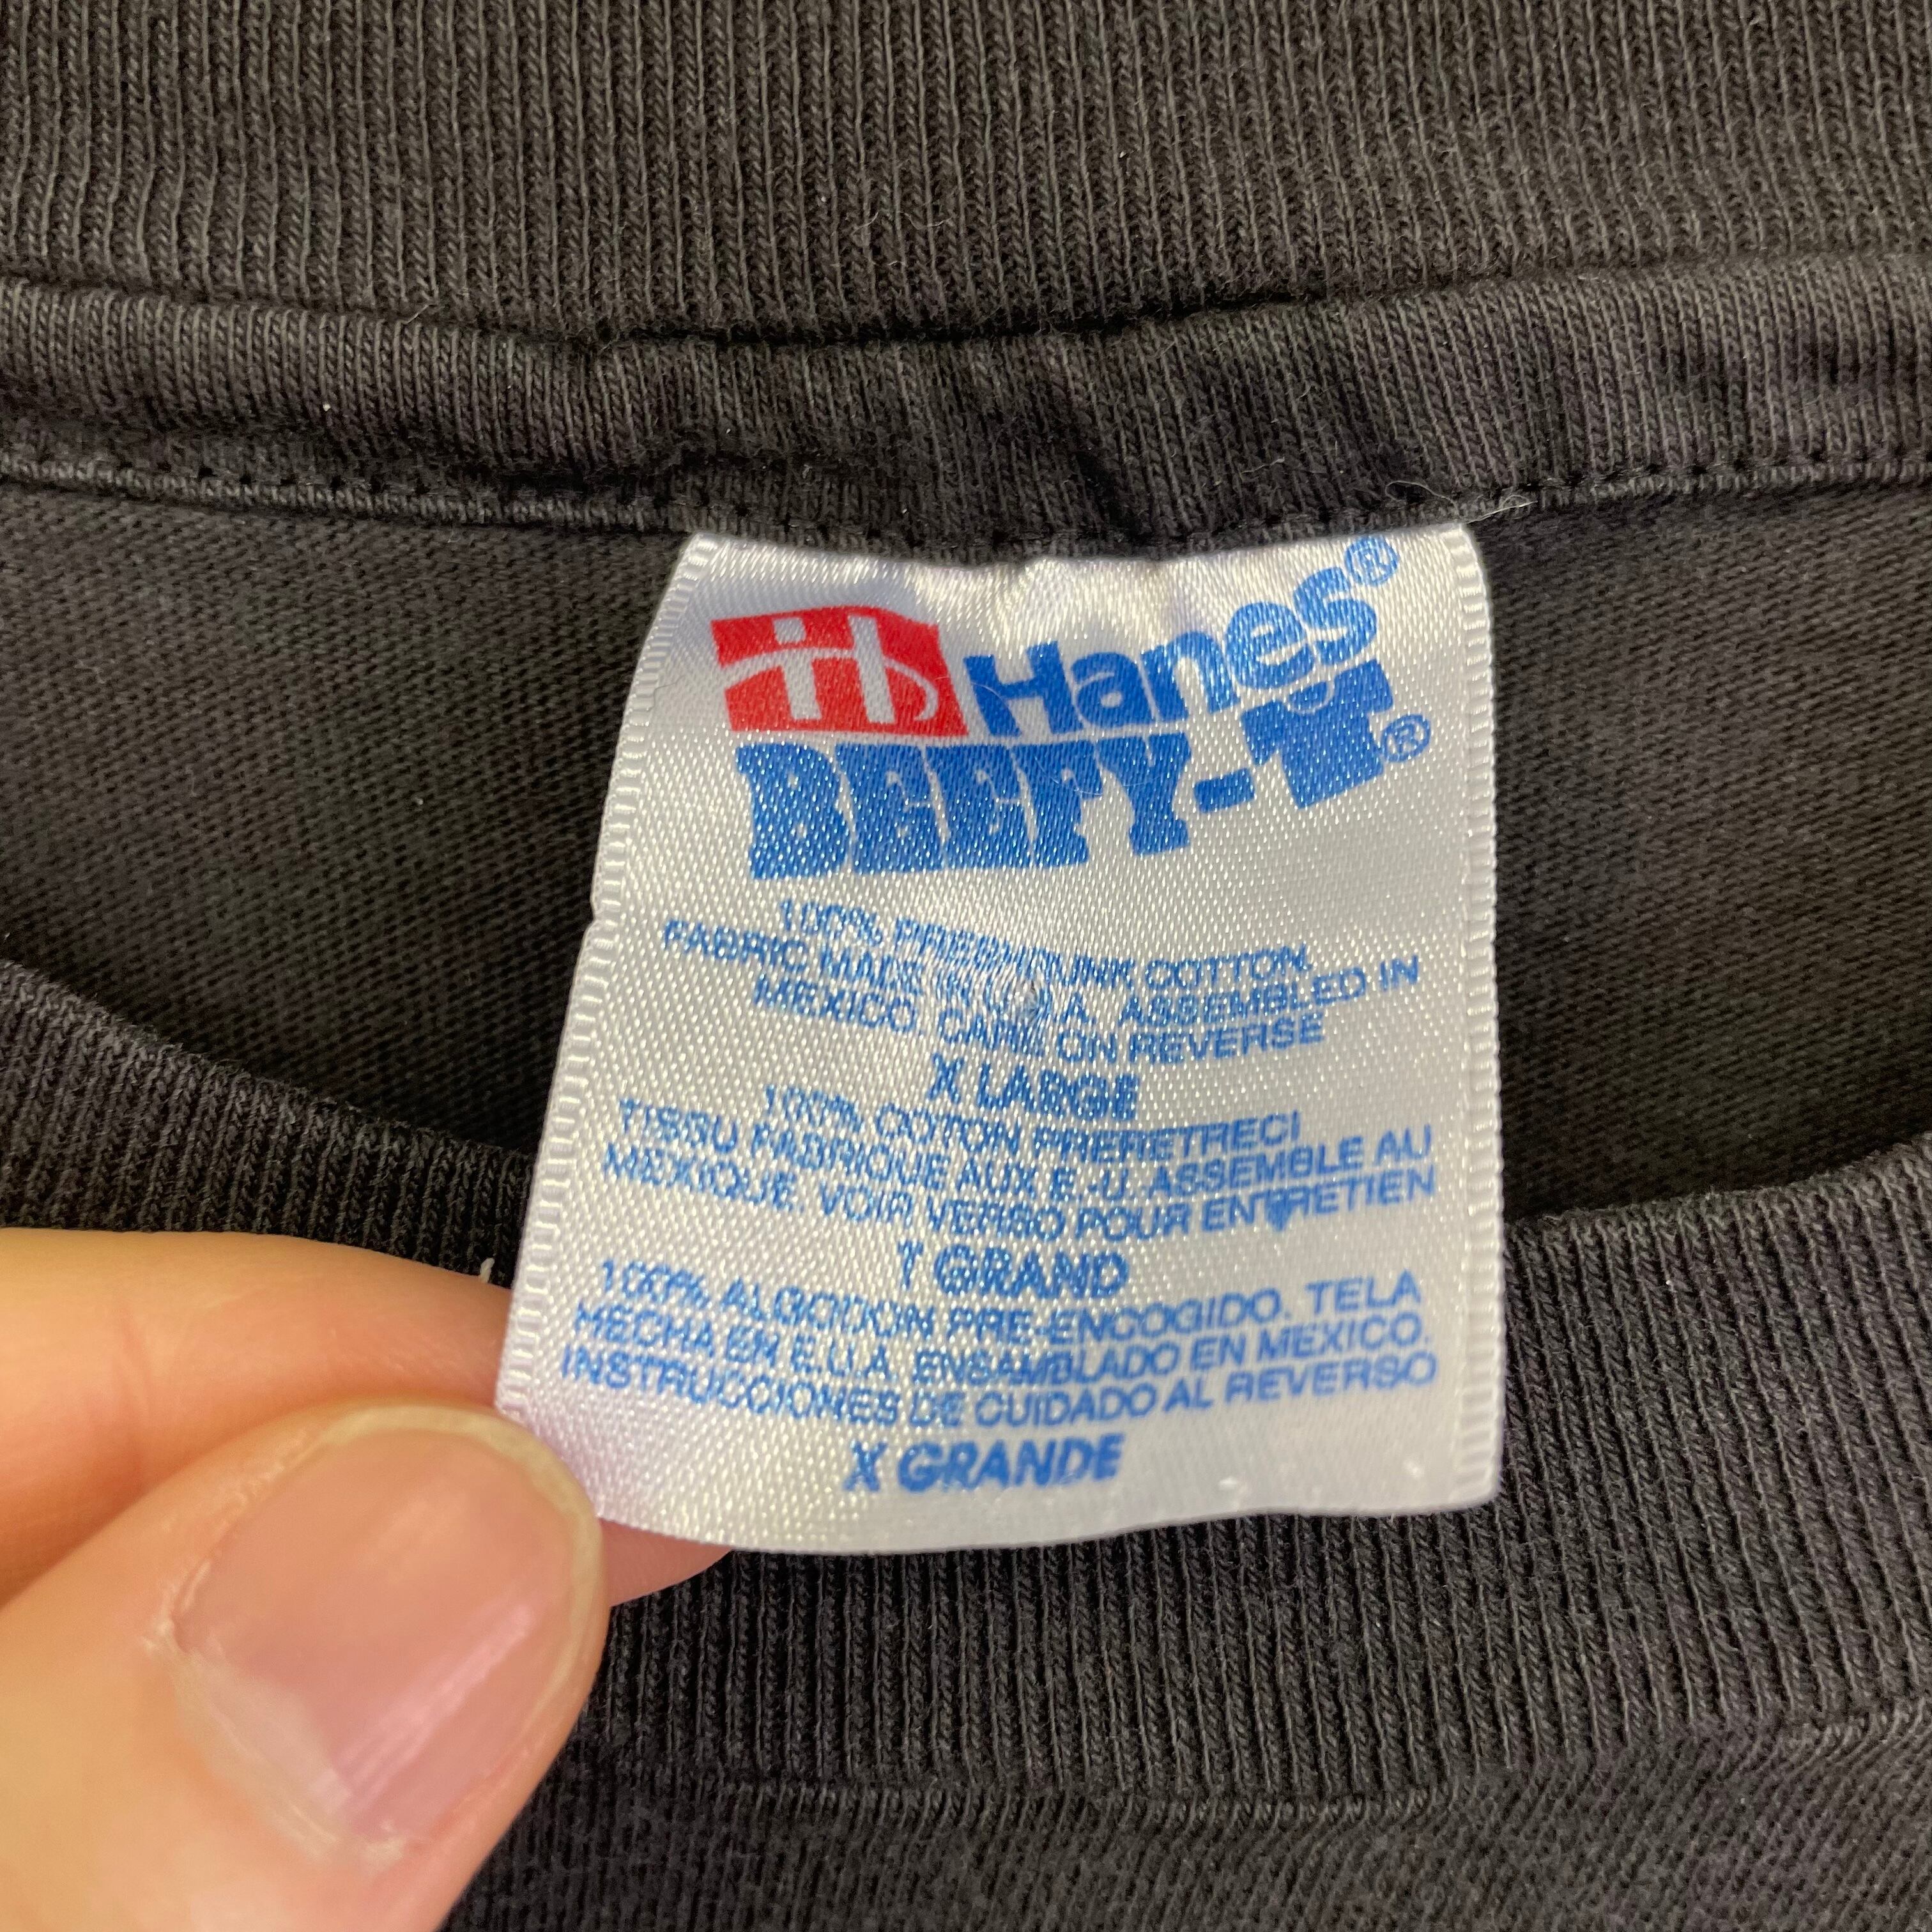 Hanes®
BEEFY-T®
100% PRESHRUNK COTTON.
FABRIC MADE IN U.S.A. ASSEMBLED IN
MEXICO. CARE ON REVERSE
X LARGE
100% COTON PRERETRECI
TISSU FABRIQUE AUX E.-U. ASSEMBLE AU
MEXIQUE. VOIR VERSO POUR ENTRETIEN
T GRAND
100% ALGODON PRE-ENCOGIDO. TELA
HECHA EN E.U.A. ENSAMBLADO EN MEXICO.
INSTRUCCIONES DE CUIDADO AL REVERSO
X GRANDE